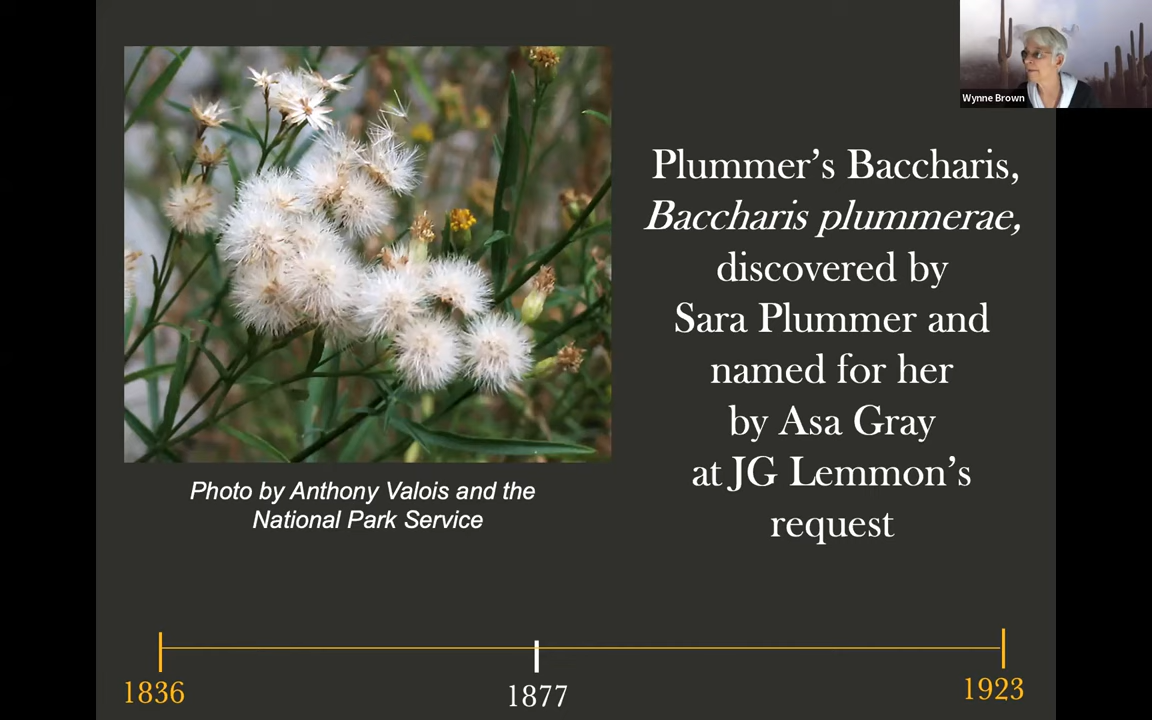 Wynne Brown
Plummer’s Baccharis,
Baccharis plummerae,
discovered by
Sara Plummer and
named for her
by Asa Gray
at JG Lemmon’s
request
Photo by Anthony Valois and the
National Park Service
1836
1877
1923